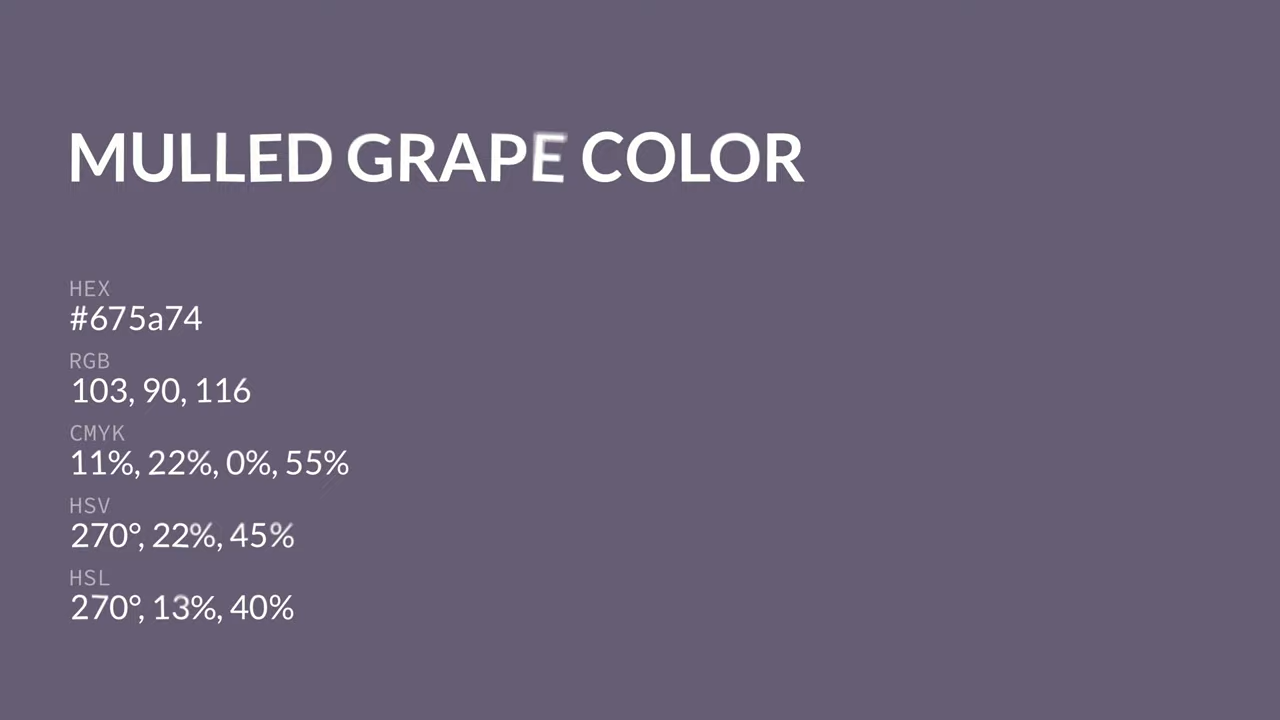 MULLED GRAPE COLOR
HEX
#675a74
RGB
103, 90, 116
CMYK
11%, 22%, 0%, 55%
HSV
270°, 22%, 45%
HSL
270°, 13%, 40%